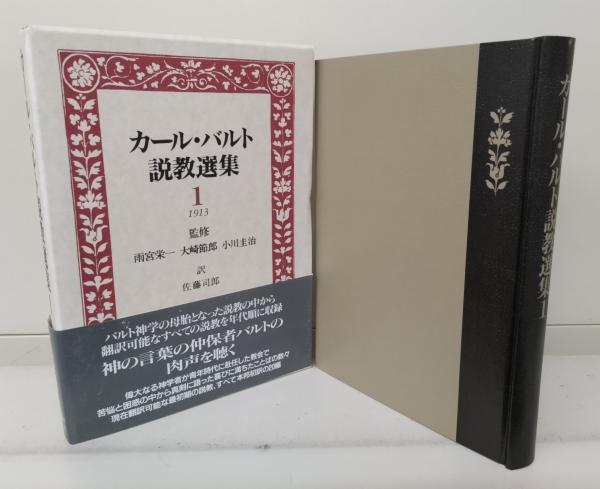 カール・バルト
説教選集
1
1913
監修
雨宮栄一 大崎節郎 小川圭治
訳
佐藤司郎
バルト神学の母胎となった説教の中から
翻訳可能なすべての説教を年代順に収録
神の言葉の仲保者バルトの
肉声を聴く
偉大なる神学者が青年時代に赴任した教会で
苦悩と困惑の中から真剣に語った喜びに満ちたことばの数々
現在翻訳可能な最初期の説教、すべて本邦初訳の20編
カール・バルト説教選集1